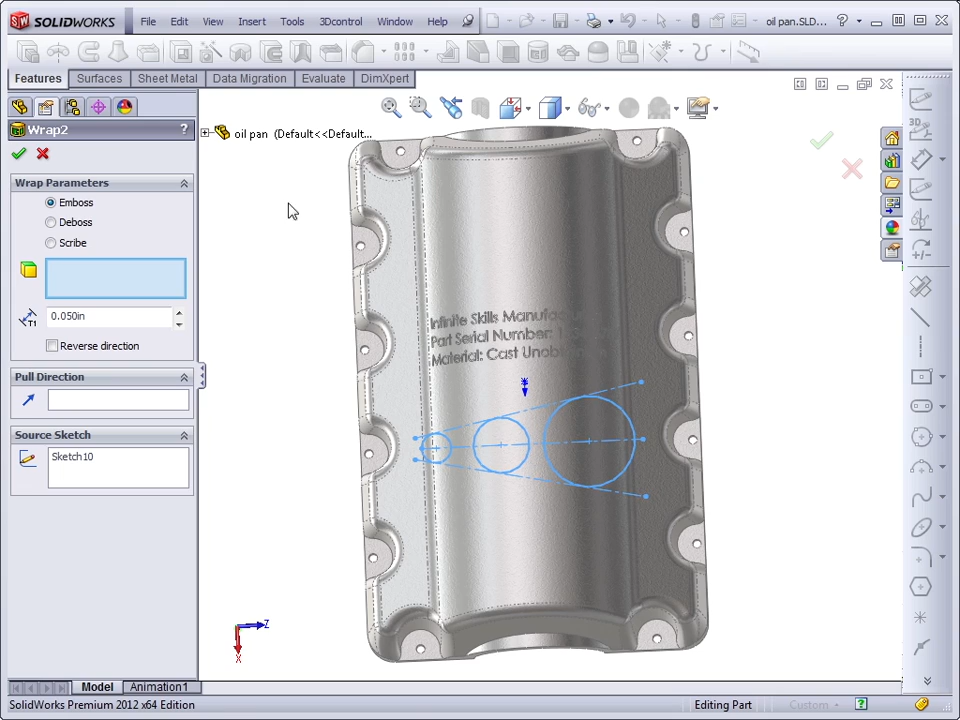 SOLIDWORKS
File Edit View Insert Tools 3Dcontrol Window Help
oil pan.SLD...
Features Surfaces Sheet Metal Data Migration Evaluate DimXpert
Wrap2
?
oil pan (Default<<Default...
Wrap Parameters
Emboss
Deboss
Scribe
T1
0.050in
Reverse direction
Pull Direction
Source Sketch
Sketch10
Infinite Skills
Part Serial Number:
Material: Cast
Z
X
3D
Model Animation1
SolidWorks Premium 2012 x64 Edition
Editing Part
Custom
?